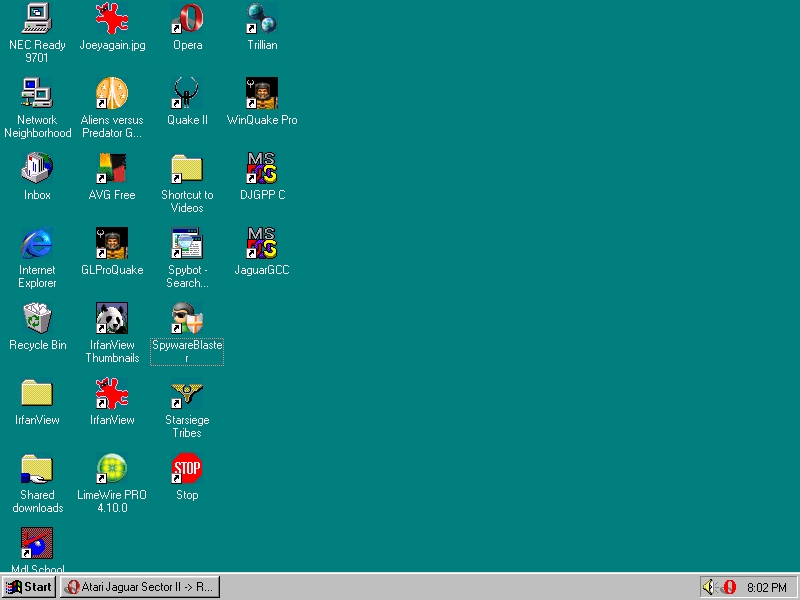 NEC Ready
9701
Joeyagain.jpg
Opera
Trillian
Network
Neighborhood
Aliens versus
Predator G...
Quake II
WinQuake Pro
Inbox
AVG Free
Shortcut to
Videos
MS
DJGPP C
Internet
Explorer
GLProQuake
Spybot -
Search...
MS
JaguarGCC
Recycle Bin
IrfanView
Thumbnails
SpywareBlaste
r
IrfanView
IrfanView
Starsiege
Tribes
Shared
downloads
LimeWire PRO
4.10.0
STOP
Stop
Mdl School
Start
Atari Jaguar Sector II -> R...
8:02 PM